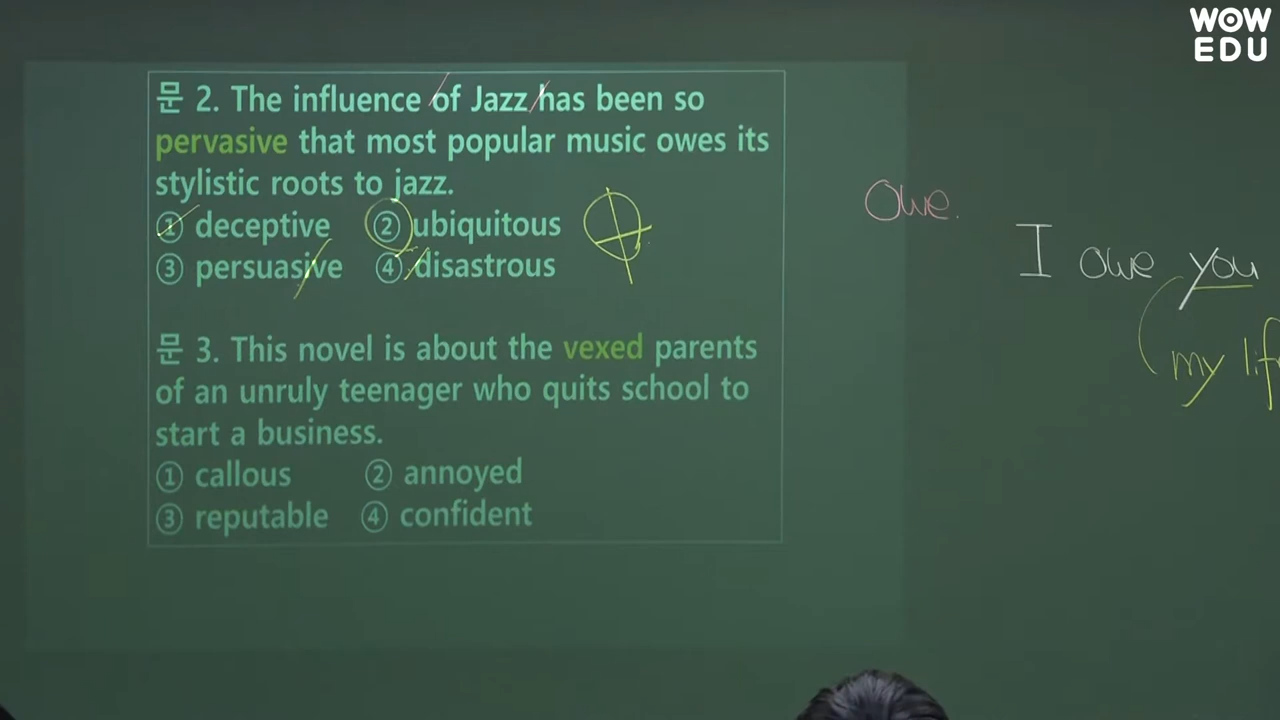 WOW
EDU
문 2. The influence of Jazz has been so
pervasive that most popular music owes its
stylistic roots to jazz.
① deceptive ② ubiquitous
③ persuasive ④ disastrous
문 3. This novel is about the vexed parents
of an unruly teenager who quits school to
start a business.
① callous ② annoyed
③ reputable ④ confident
owe.
I owe you
my lif